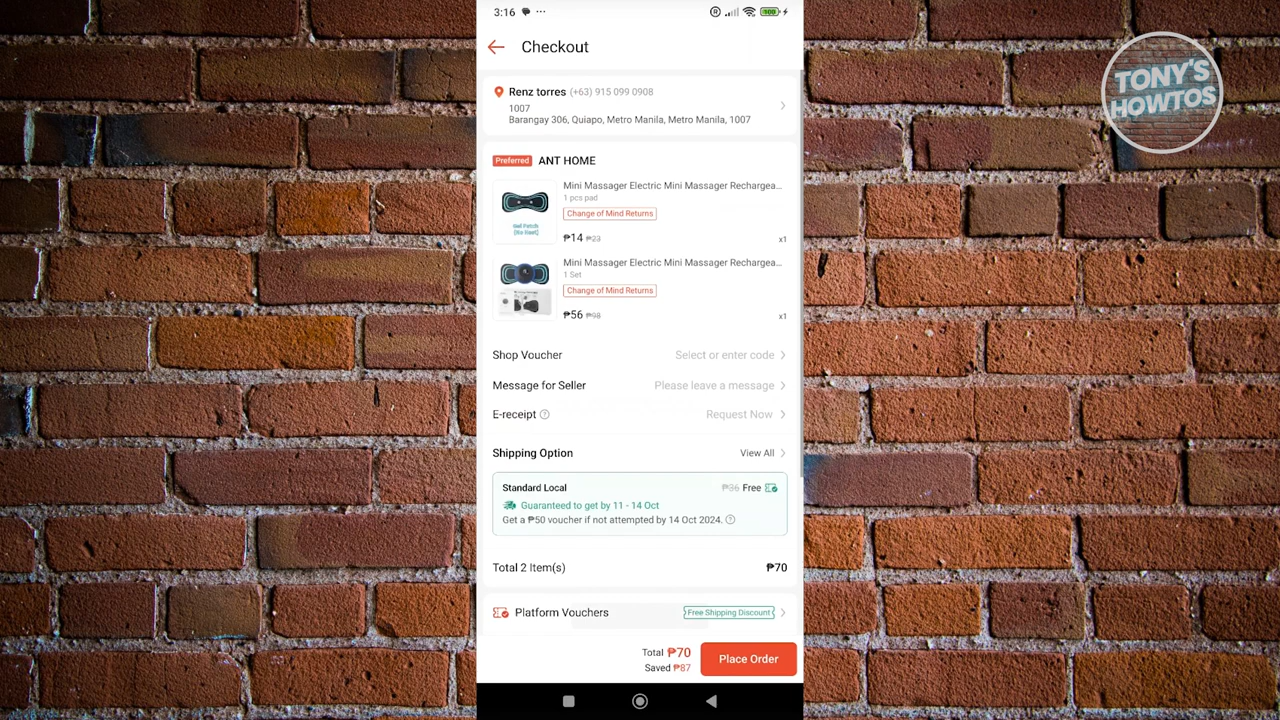 3:16
Checkout
TONY'S
HOWTOS
Renz torres (+63) 915 099 0908
1007
Barangay 306, Quiapo, Metro Manila, Metro Manila, 1007
Preferred ANT HOME
Mini Massager Electric Mini Massager Rechargea...
1 pcs pad
Change of Mind Returns
Gel Patch
₱14 ₱23 x1
Mini Massager Electric Mini Massager Rechargea...
1 Set
Change of Mind Returns
₱56 ₱98 x1
Shop Voucher Select or enter code
Message for Seller Please leave a message
E-receipt Request Now
Shipping Option View All
Standard Local ₱36 Free
Guaranteed to get by 11 - 14 Oct
Get a ₱50 voucher if not attempted by 14 Oct 2024.
Total 2 Item(s) ₱70
Platform Vouchers Free Shipping Discount
Total ₱70
Saved ₱87
Place Order